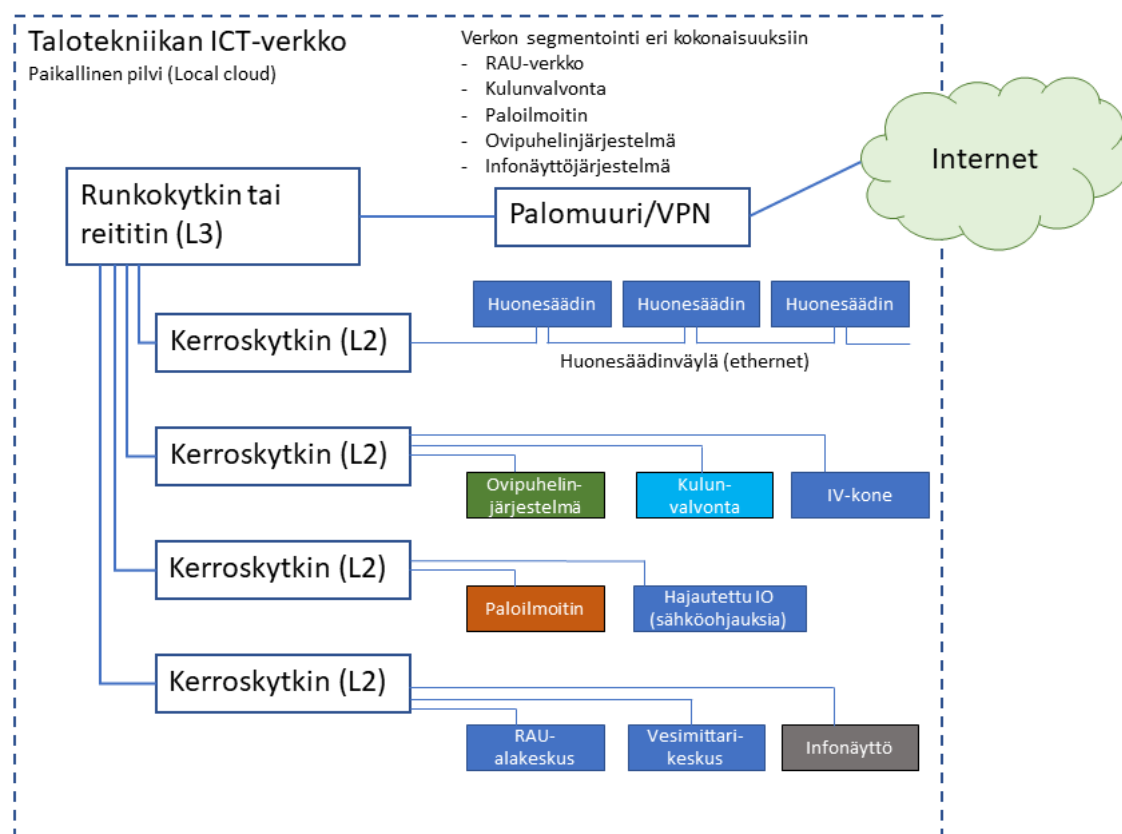 Talotekniikan ICT-verkko
Paikallinen pilvi (Local cloud)
Verkon segmentointi eri kokonaisuuksiin
- RAU-verkko
- Kulunvalvonta
- Paloilmoitin
- Ovipuhelinjärjestelmä
- Infonäyttöjärjestelmä
Internet
Runkokytkin tai
reititin (L3)
Palomuuri/VPN
Huonesäädin
Huonesäädin
Huonesäädin
Kerroskytkin (L2)
Huonesäädinväylä (ethernet)
Kerroskytkin (L2)
Ovipuhelin-
järjestelmä
Kulun-
valvonta
IV-kone
Kerroskytkin (L2)
Paloilmoitin
Hajautettu IO
(sähköohjauksia)
Kerroskytkin (L2)
RAU-
alakeskus
Vesimittari-
keskus
Infonäyttö